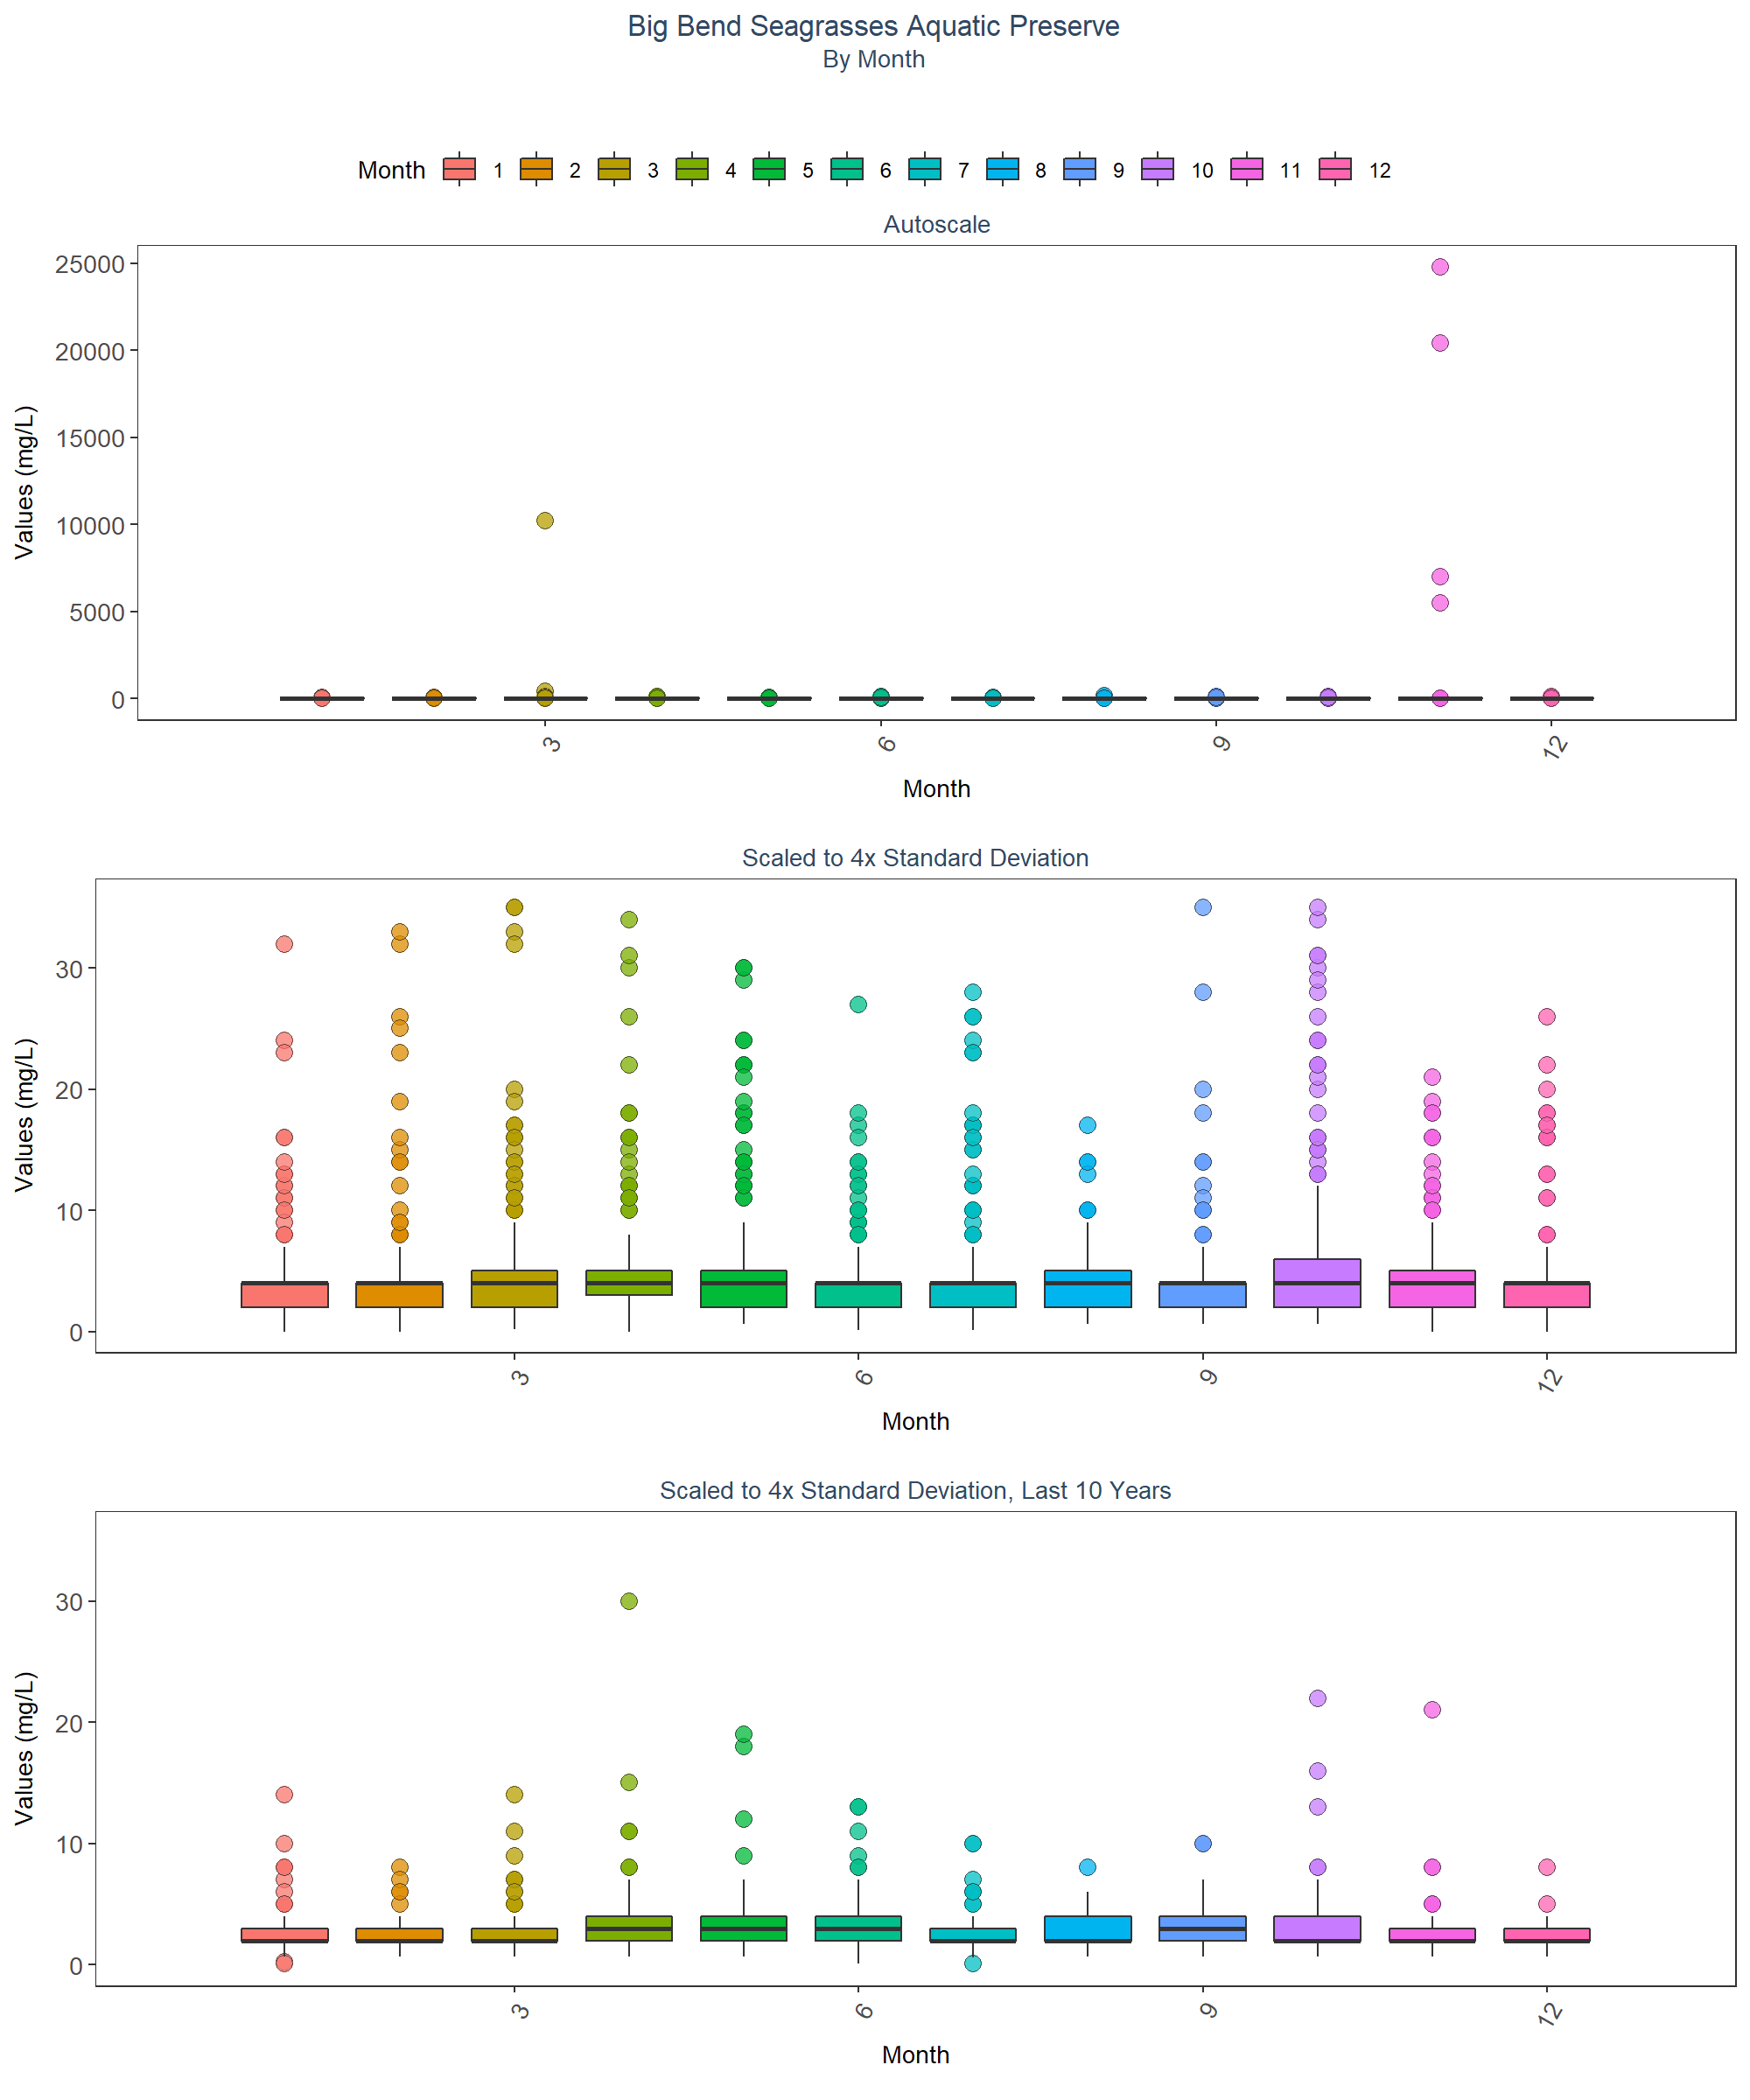 Big Bend Seagrasses Aquatic Preserve
By Month
Month 1 2 3 4 5 6 7 8 9 10 11 12
Autoscale
Values (mg/L)
25000
20000
15000
10000
5000
0
3 6 9 12
Month
Scaled to 4x Standard Deviation
Values (mg/L)
30
20
10
0
3 6 9 12
Month
Scaled to 4x Standard Deviation, Last 10 Years
Values (mg/L)
30
20
10
0
3 6 9 12
Month